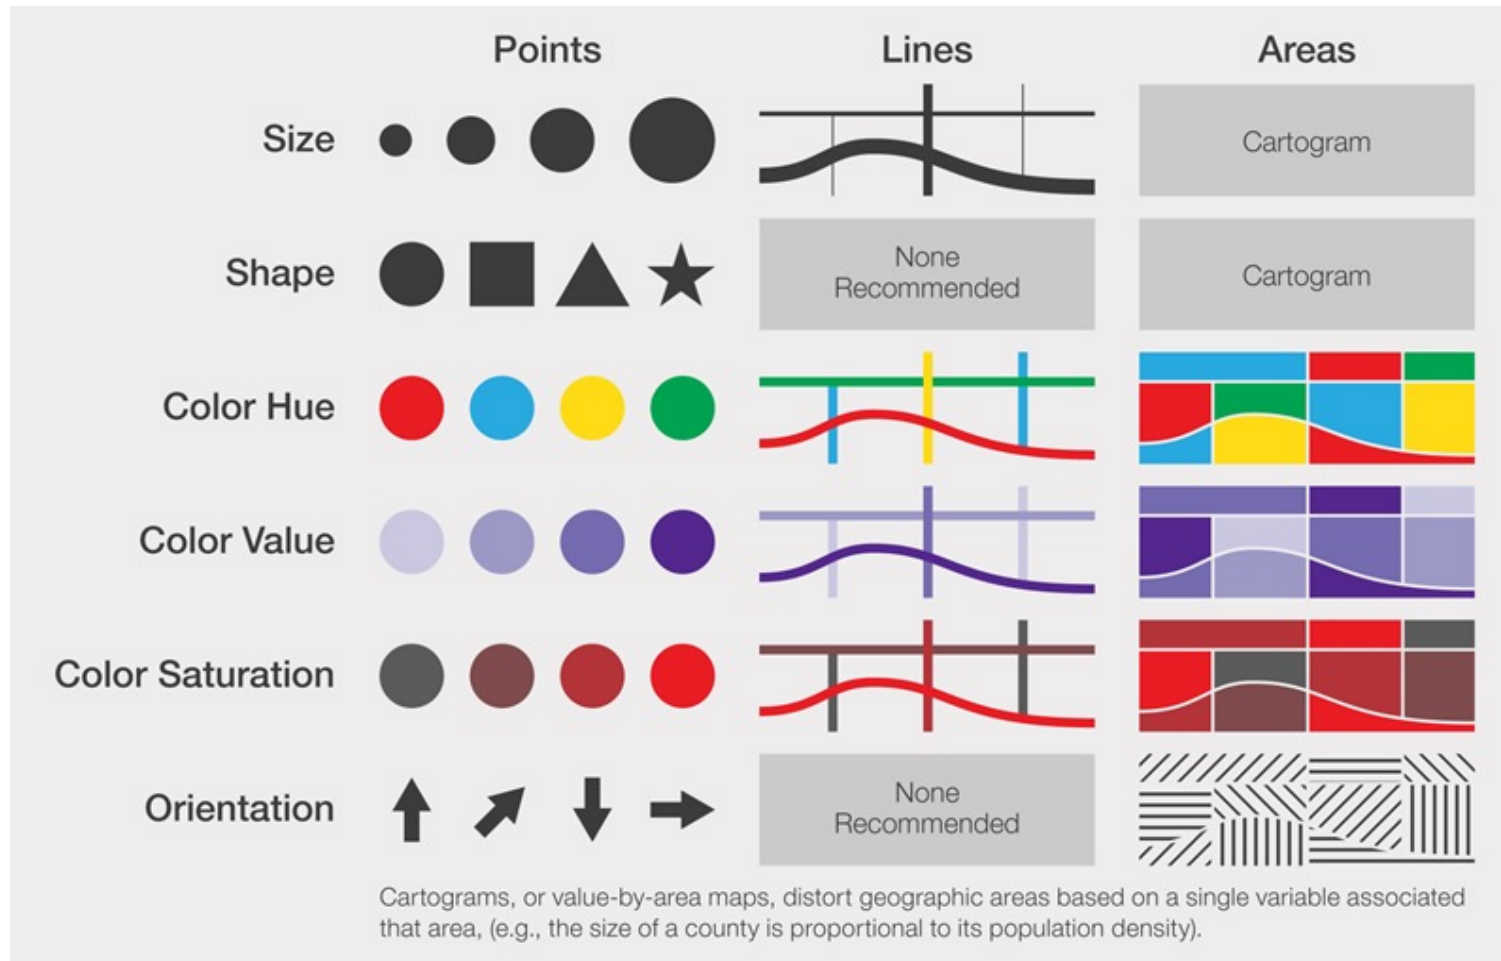 Points
Lines
Areas
Size
Cartogram
Shape
None
Recommended
Cartogram
Color Hue
Color Value
Color Saturation
Orientation
None
Recommended
Cartograms, or value-by-area maps, distort geographic areas based on a single variable associated
that area, (e.g., the size of a county is proportional to its population density).